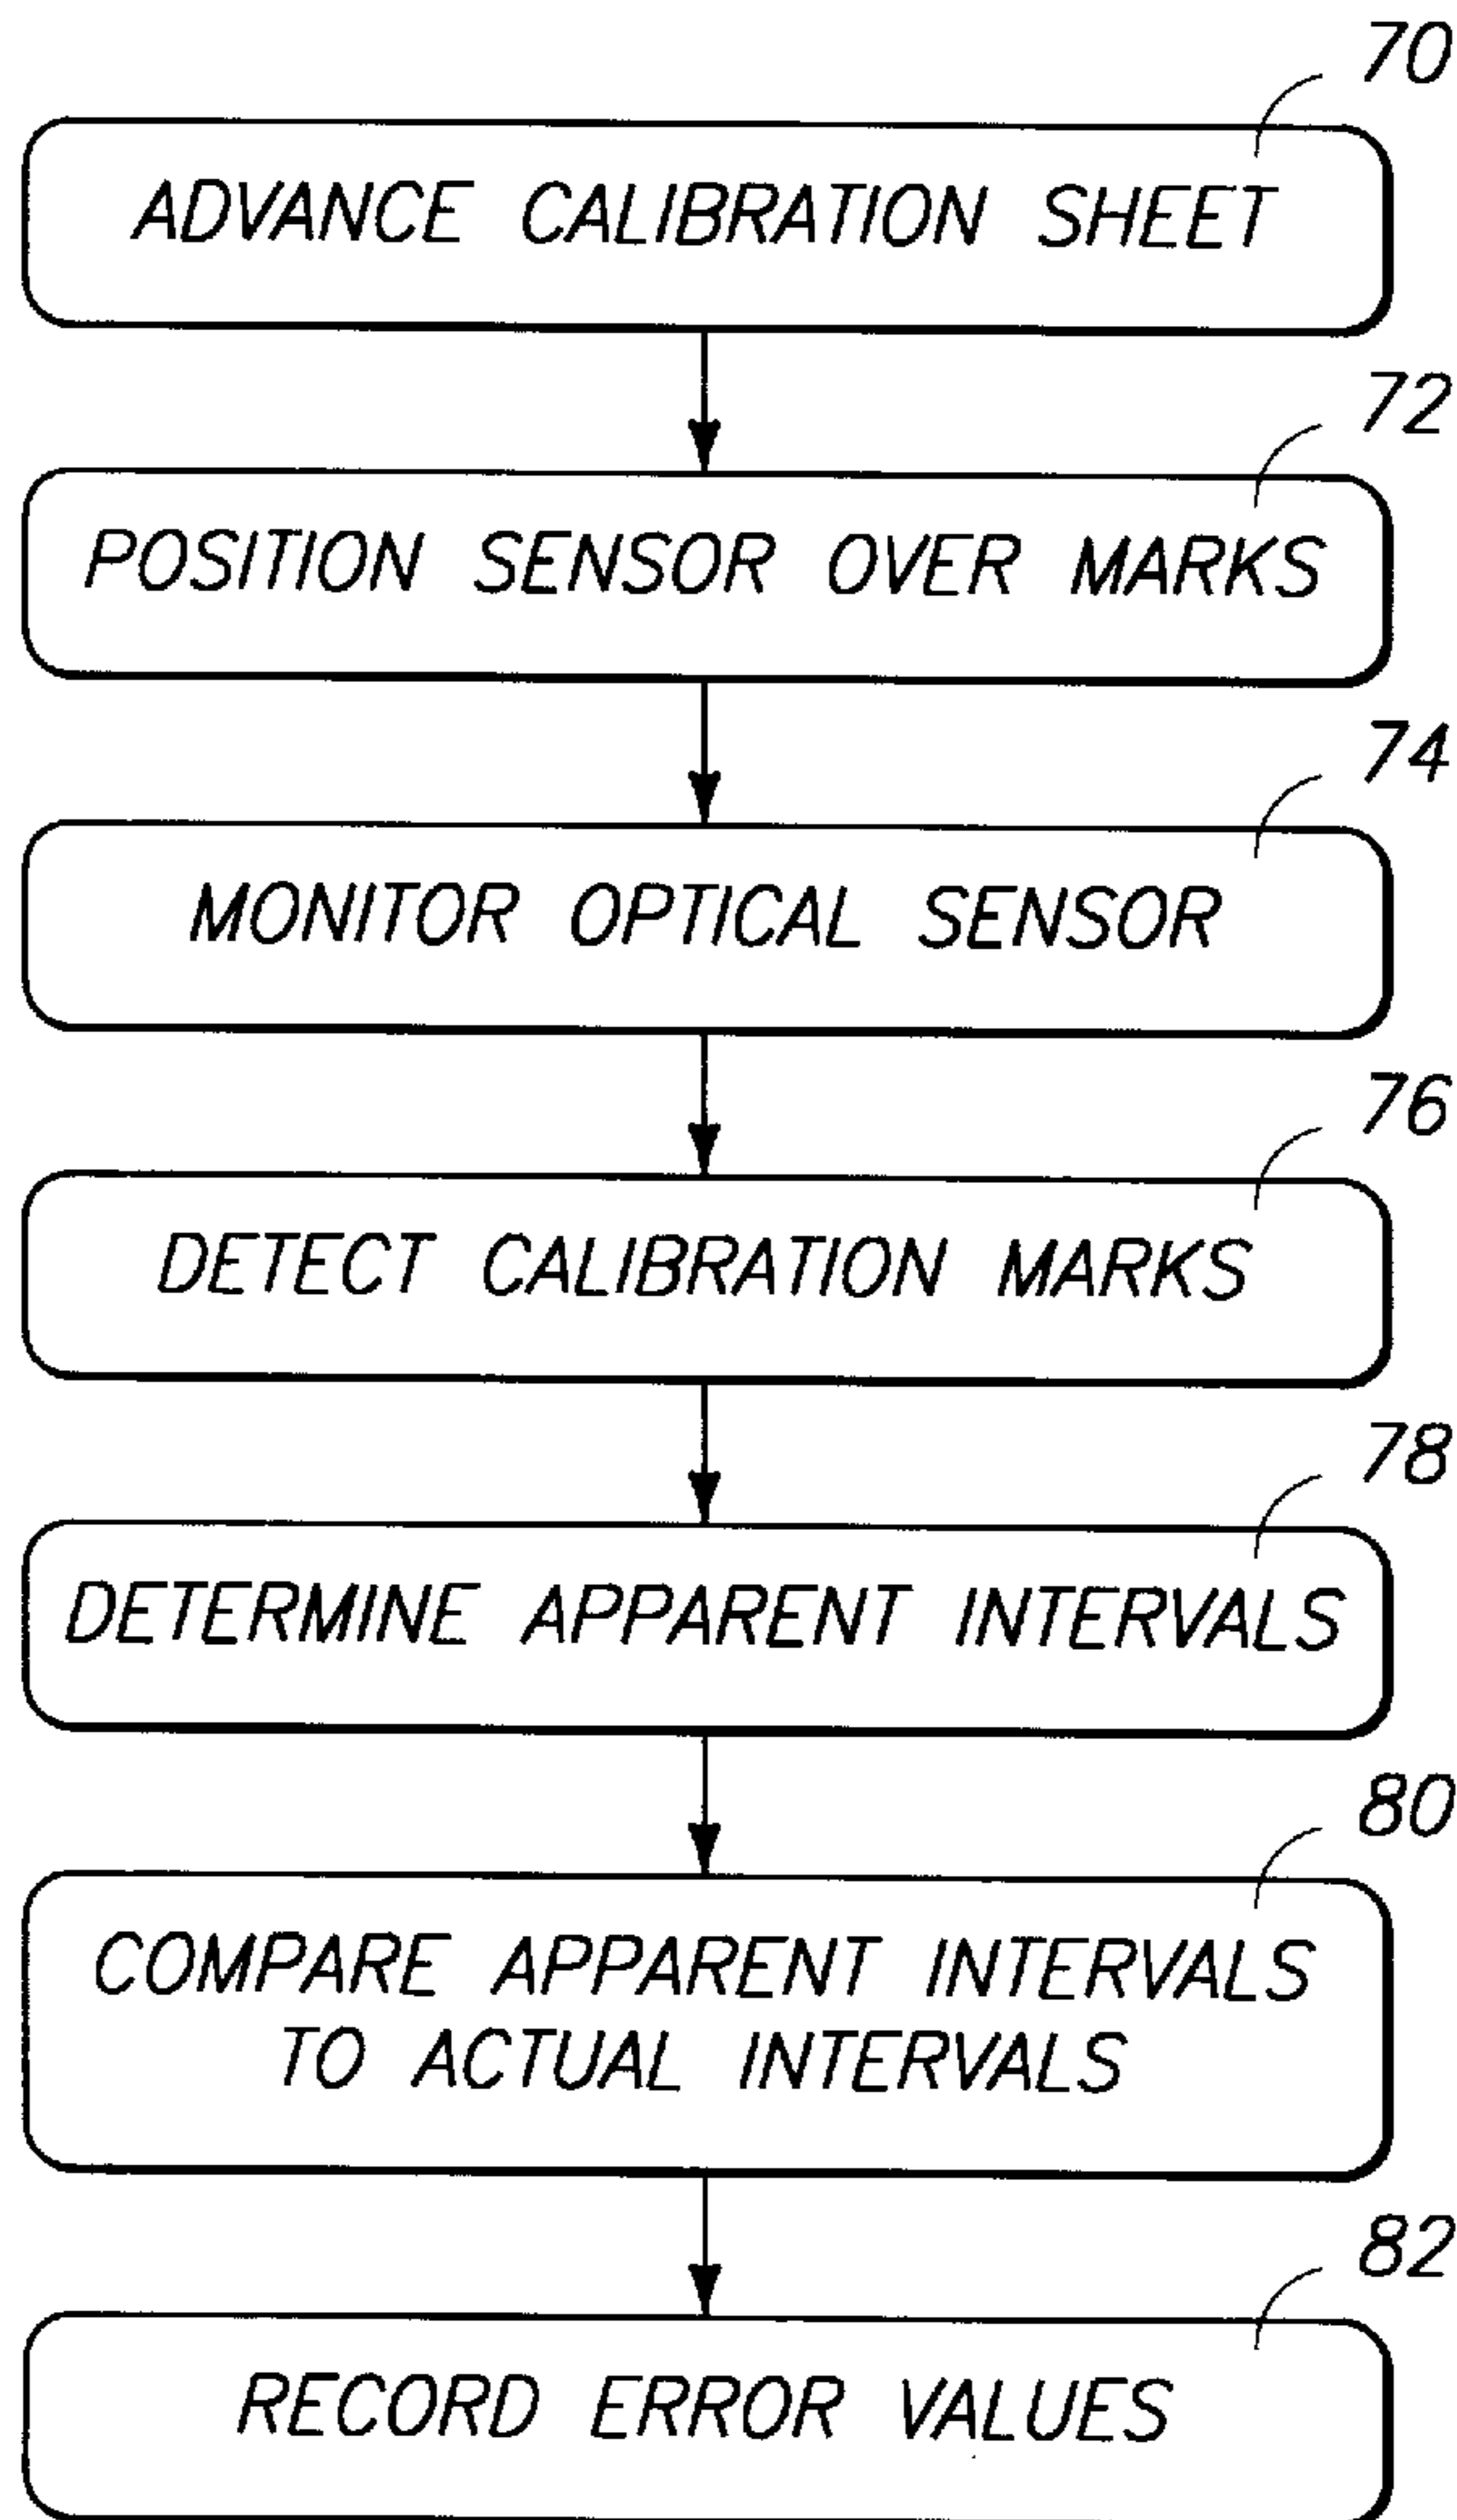 70
ADVANCE CALIBRATION SHEET
72
POSITION SENSOR OVER MARKS
74
MONITOR OPTICAL SENSOR
76
DETECT CALIBRATION MARKS
78
DETERMINE APPARENT INTERVALS
80
COMPARE APPARENT INTERVALS
TO ACTUAL INTERVALS
82
RECORD ERROR VALUES